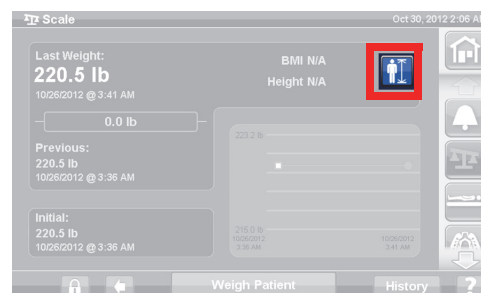 Scale
Oct 30, 2012 2:06 A
Last Weight:
220.5 lb
10/26/2012 @ 3:41 AM
BMI N/A
Height N/A
0.0 lb
Previous:
220.5 lb
10/26/2012 @ 3:36 AM
223.2 lb
Initial:
220.5 lb
10/26/2012 @ 3:36 AM
218.0 lb
10/26/2012
3:36 AM
10/26/2012
3:41 AM
Weigh Patient
History
?